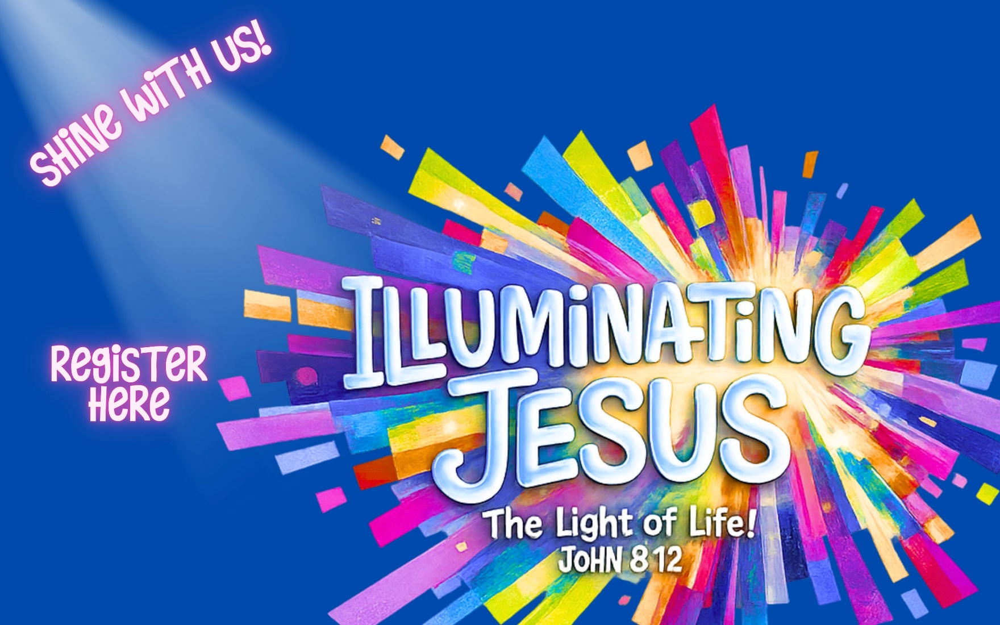 SHiNe WiTH US!
ILLUMiNATiNG
JESUS
The Light of Life!
JOHN 8 12
RegiSTeR
HeRe